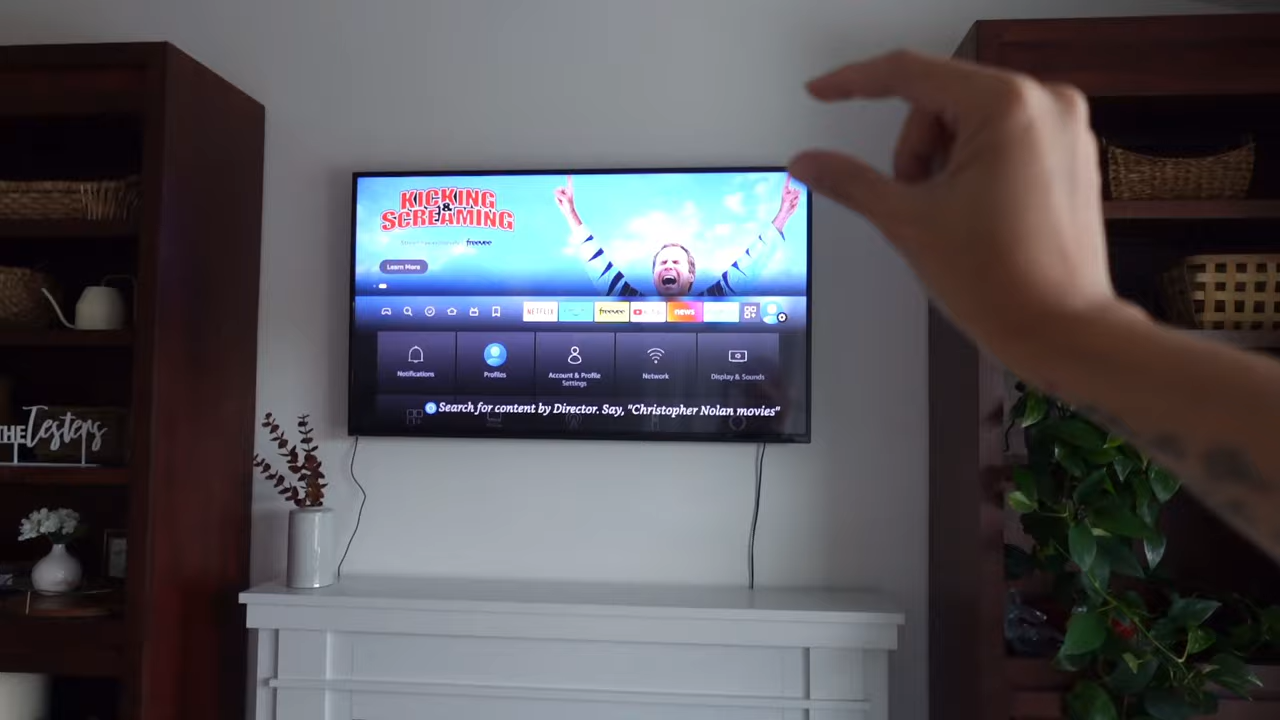 KICKING
&
SCREAMING
freevee
Learn More
NETFLIX
freevee
news
Notifications
Profiles
Account & Profile
Settings
Network
Display & Sounds
Search for content by Director. Say, "Christopher Nolan movies"
THE Testers